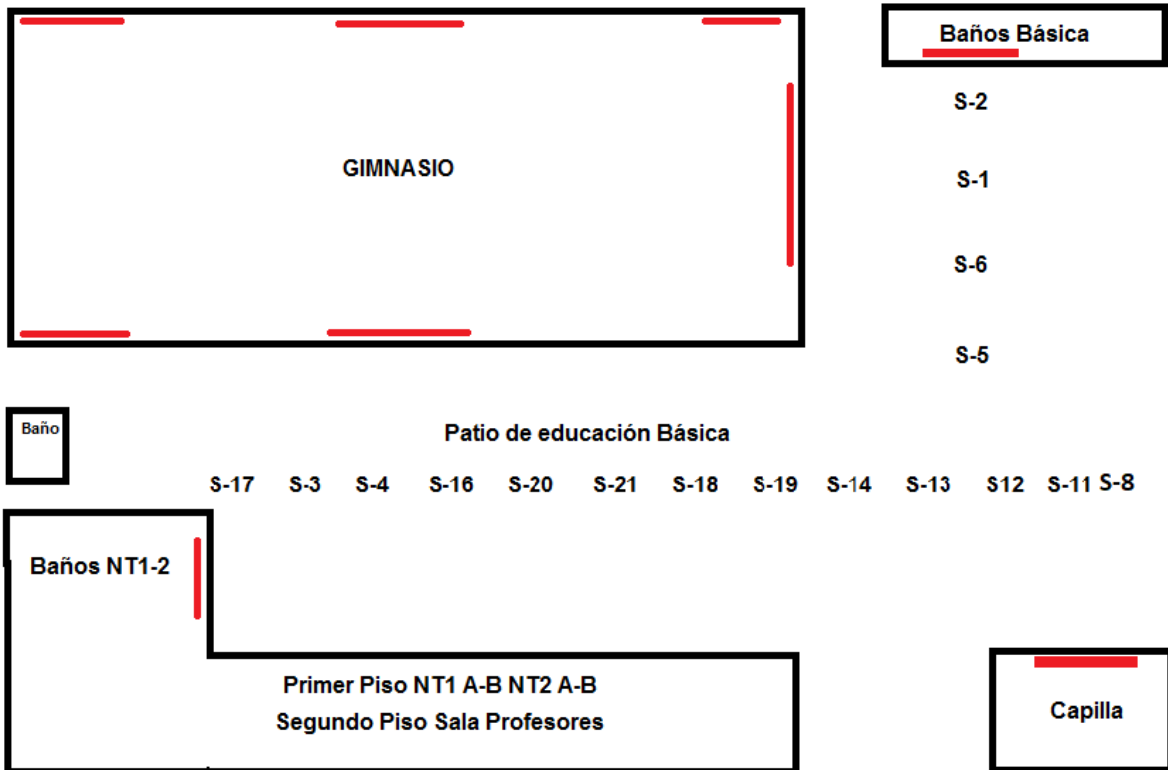 Baños Básica
S-2
GIMNASIO
S-1
S-6
S-5
Baño
Patio de educación Básica
S-17 S-3 S-4 S-16 S-20 S-21 S-18 S-19 S-14 S-13 S12 S-11 S-8
Baños NT1-2
Primer Piso NT1 A-B NT2 A-B
Segundo Piso Sala Profesores
Capilla